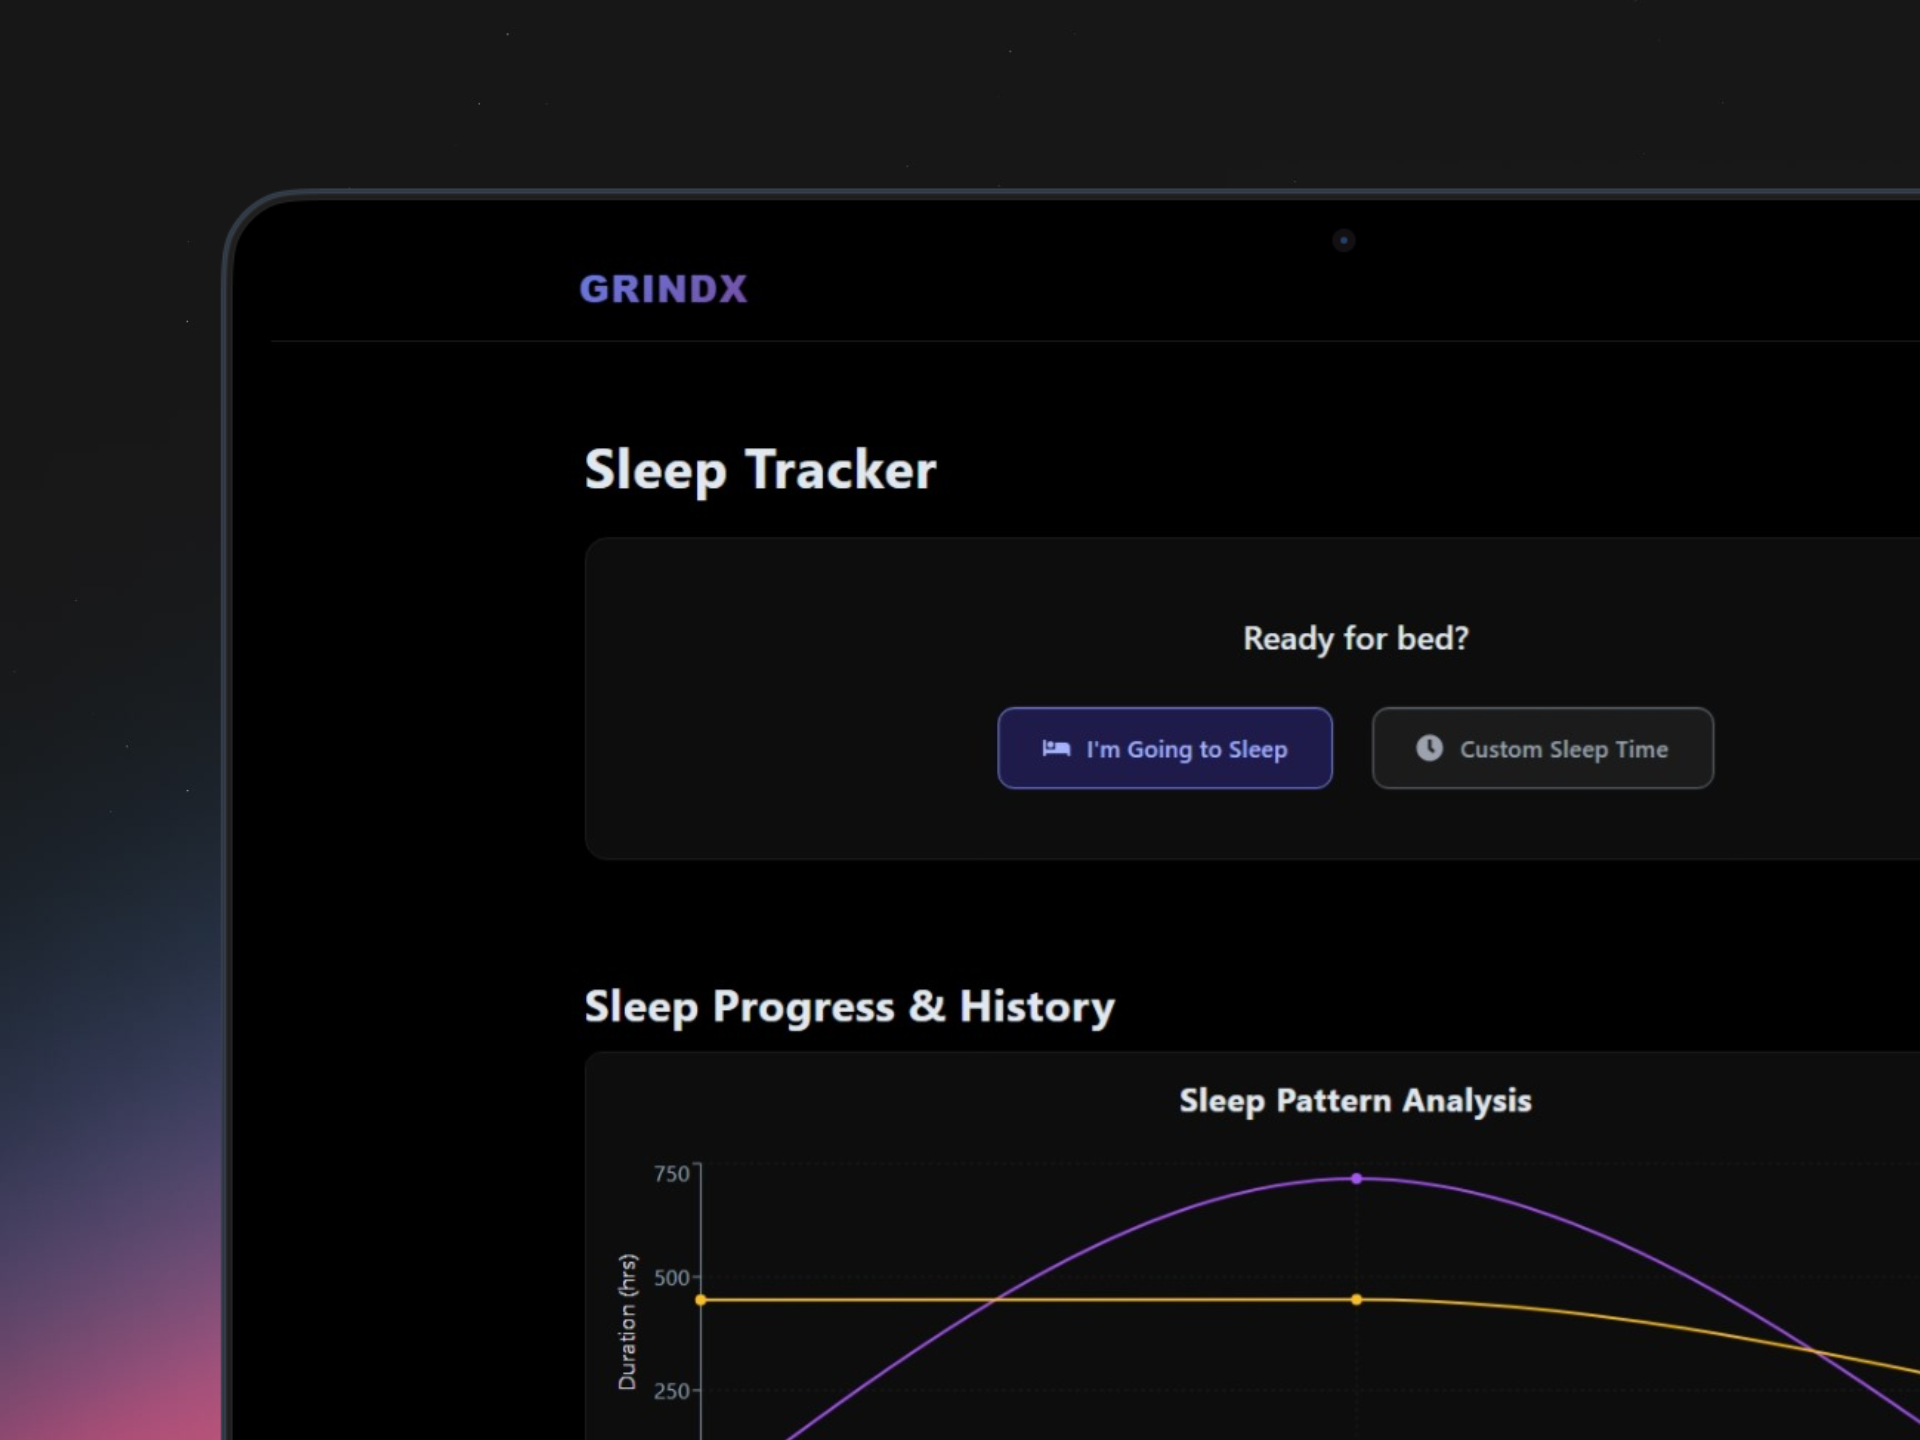 GRINDX
Sleep Tracker
Ready for bed?
I'm Going to Sleep
Custom Sleep Time
Sleep Progress & History
Sleep Pattern Analysis
750
500
250
Duration (hrs)